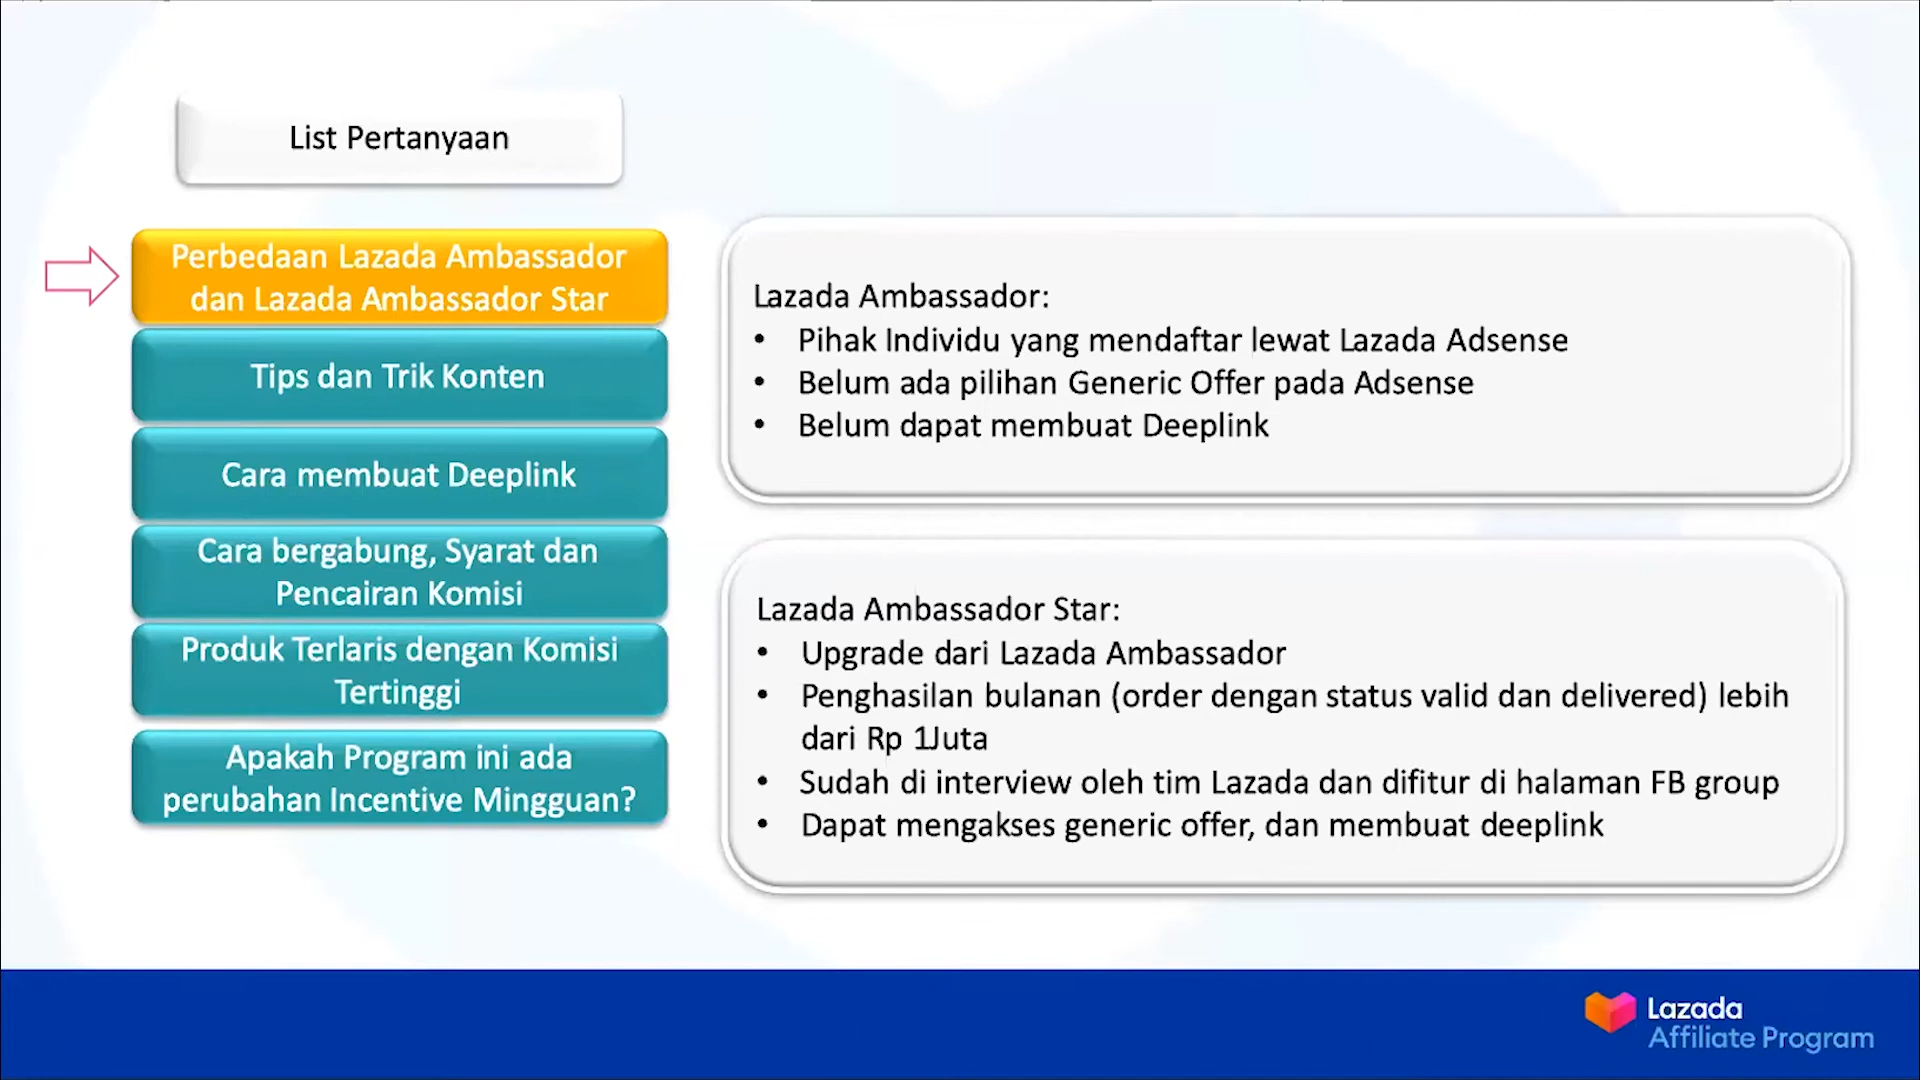 List Pertanyaan
Perbedaan Lazada Ambassador
dan Lazada Ambassador Star
Tips dan Trik Konten
Cara membuat Deeplink
Cara bergabung, Syarat dan
Pencairan Komisi
Produk Terlaris dengan Komisi
Tertinggi
Apakah Program ini ada
perubahan Incentive Mingguan?
Lazada Ambassador:
• Pihak Individu yang mendaftar lewat Lazada Adsense
• Belum ada pilihan Generic Offer pada Adsense
• Belum dapat membuat Deeplink
Lazada Ambassador Star:
• Upgrade dari Lazada Ambassador
• Penghasilan bulanan (order dengan status valid dan delivered) lebih
dari Rp 1Juta
• Sudah di interview oleh tim Lazada dan difitur di halaman FB group
• Dapat mengakses generic offer, dan membuat deeplink
Lazada
Affiliate Program